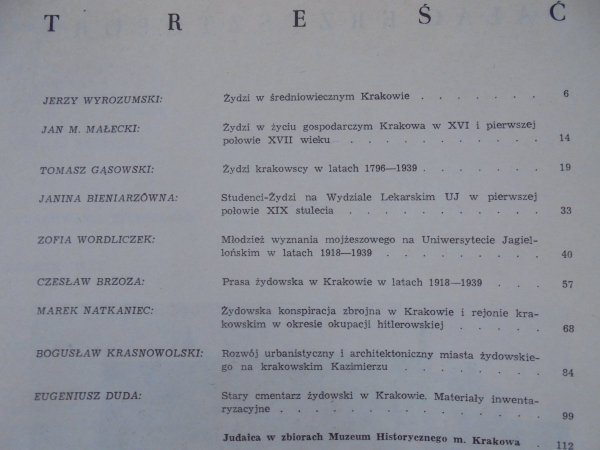 T R E Ś Ć
JERZY WYROZUMSKI: Żydzi w średniowiecznym Krakowie . . . . . . . 6
JAN M. MAŁECKI: Żydzi w życiu gospodarczym Krakowa w XVI i pierwszej
połowie XVII wieku . . . . . . . . . . 14
TOMASZ GĄSOWSKI: Żydzi krakowscy w latach 1796—1939 . . . . . . 19
JANINA BIENIARZÓWNA: Studenci-Żydzi na Wydziale Lekarskim UJ w pierwszej
połowie XIX stulecia . . . . . . . . . . 33
ZOFIA WORDLICZEK: Młodzież wyznania mojżeszowego na Uniwersytecie Jagiel-
lońskim w latach 1918—1939 . . . . . . . . 40
CZESŁAW BRZOZA: Prasa żydowska w Krakowie w latach 1918—1939 . . . 57
MAREK NATKANIEC: Żydowska konspiracja zbrojna w Krakowie i rejonie kra-
kowskim w okresie okupacji hitlerowskiej . . . . . 68
BOGUSŁAW KRASNOWOLSKI: Rozwój urbanistyczny i architektoniczny miasta żydowskie-
go na krakowskim Kazimierzu . . . . . . . . 84
EUGENIUSZ DUDA: Stary cmentarz żydowski w Krakowie. Materiały inwenta-
ryzacyjne . . . . . . . . . . . . . 99
Judaica w zbiorach Muzeum Historycznego m. Krakowa . 112